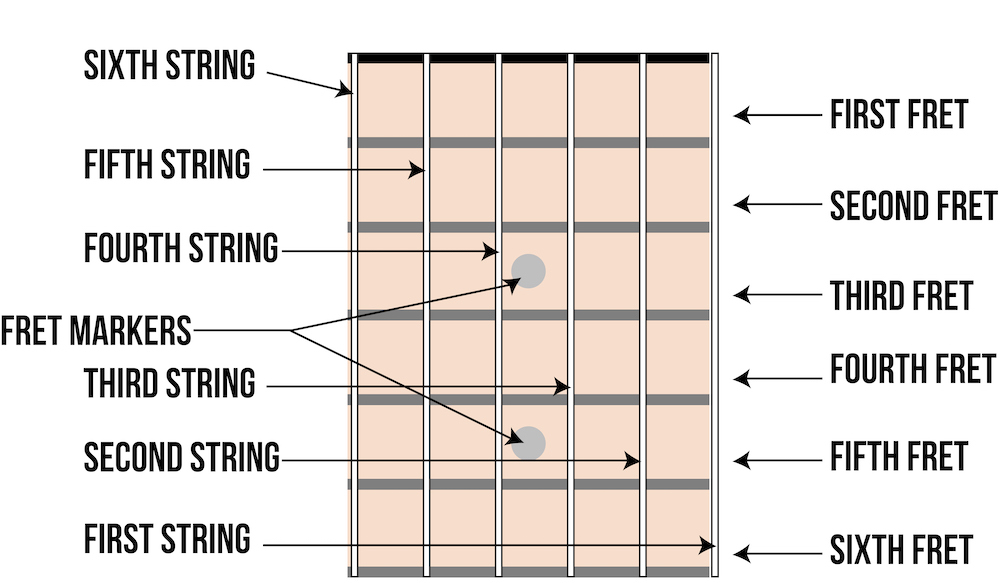 SIXTH STRING
FIFTH STRING
FOURTH STRING
FRET MARKERS
THIRD STRING
SECOND STRING
FIRST STRING
FIRST FRET
SECOND FRET
THIRD FRET
FOURTH FRET
FIFTH FRET
SIXTH FRET